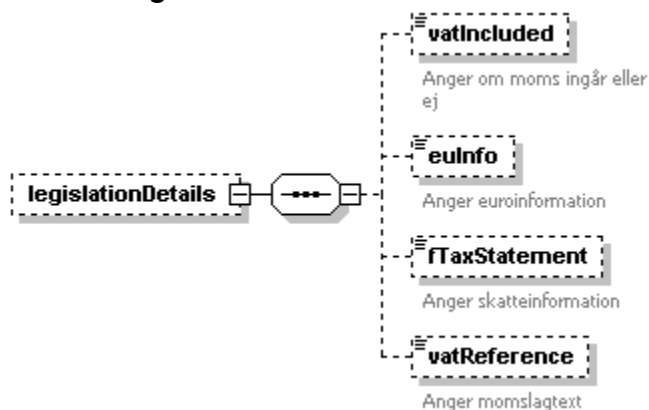 vatIncluded
Anger om moms ingår eller
ej
euInfo
Anger euroinformation
legislationDetails
fTaxStatement
Anger skatteinformation
vatReference
Anger momslagtext